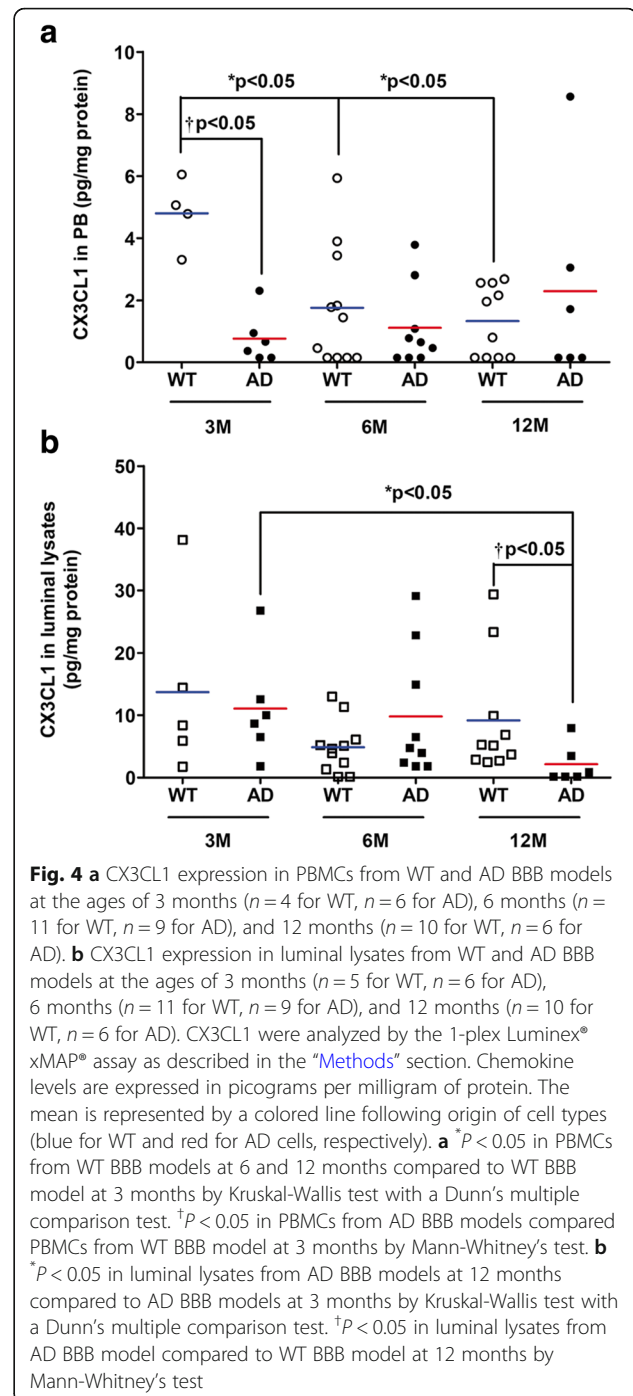 a
CX3CL1 in PB (pg/mg protein)
10
8
6
4
2
0
*p<0.05
*p<0.05
†p<0.05
WT
AD
WT
AD
WT
AD
3M
6M
12M
b
CX3CL1 in luminal lysates
(pg/mg protein)
50
40
30
20
10
0
*p<0.05
†p<0.05
WT
AD
WT
AD
WT
AD
3M
6M
12M
Fig. 4 a CX3CL1 expression in PBMCs from WT and AD BBB models
at the ages of 3 months (n = 4 for WT, n = 6 for AD), 6 months (n =
11 for WT, n = 9 for AD), and 12 months (n = 10 for WT, n = 6 for
AD). b CX3CL1 expression in luminal lysates from WT and AD BBB
models at the ages of 3 months (n = 5 for WT, n = 6 for AD),
6 months (n = 11 for WT, n = 9 for AD), and 12 months (n = 10 for
WT, n = 6 for AD). CX3CL1 were analyzed by the 1-plex Luminex®
xMAP® assay as described in the “Methods” section. Chemokine
levels are expressed in picograms per milligram of protein. The
mean is represented by a colored line following origin of cell types
(blue for WT and red for AD cells, respectively). a *P < 0.05 in PBMCs
from WT BBB models at 6 and 12 months compared to WT BBB
model at 3 months by Kruskal-Wallis test with a Dunn’s multiple
comparison test. †P < 0.05 in PBMCs from AD BBB models compared
PBMCs from WT BBB model at 3 months by Mann-Whitney’s test. b
*P < 0.05 in luminal lysates from AD BBB models at 12 months
compared to AD BBB models at 3 months by Kruskal-Wallis test with
a Dunn’s multiple comparison test. †P < 0.05 in luminal lysates from
AD BBB model compared to WT BBB model at 12 months by
Mann-Whitney’s test